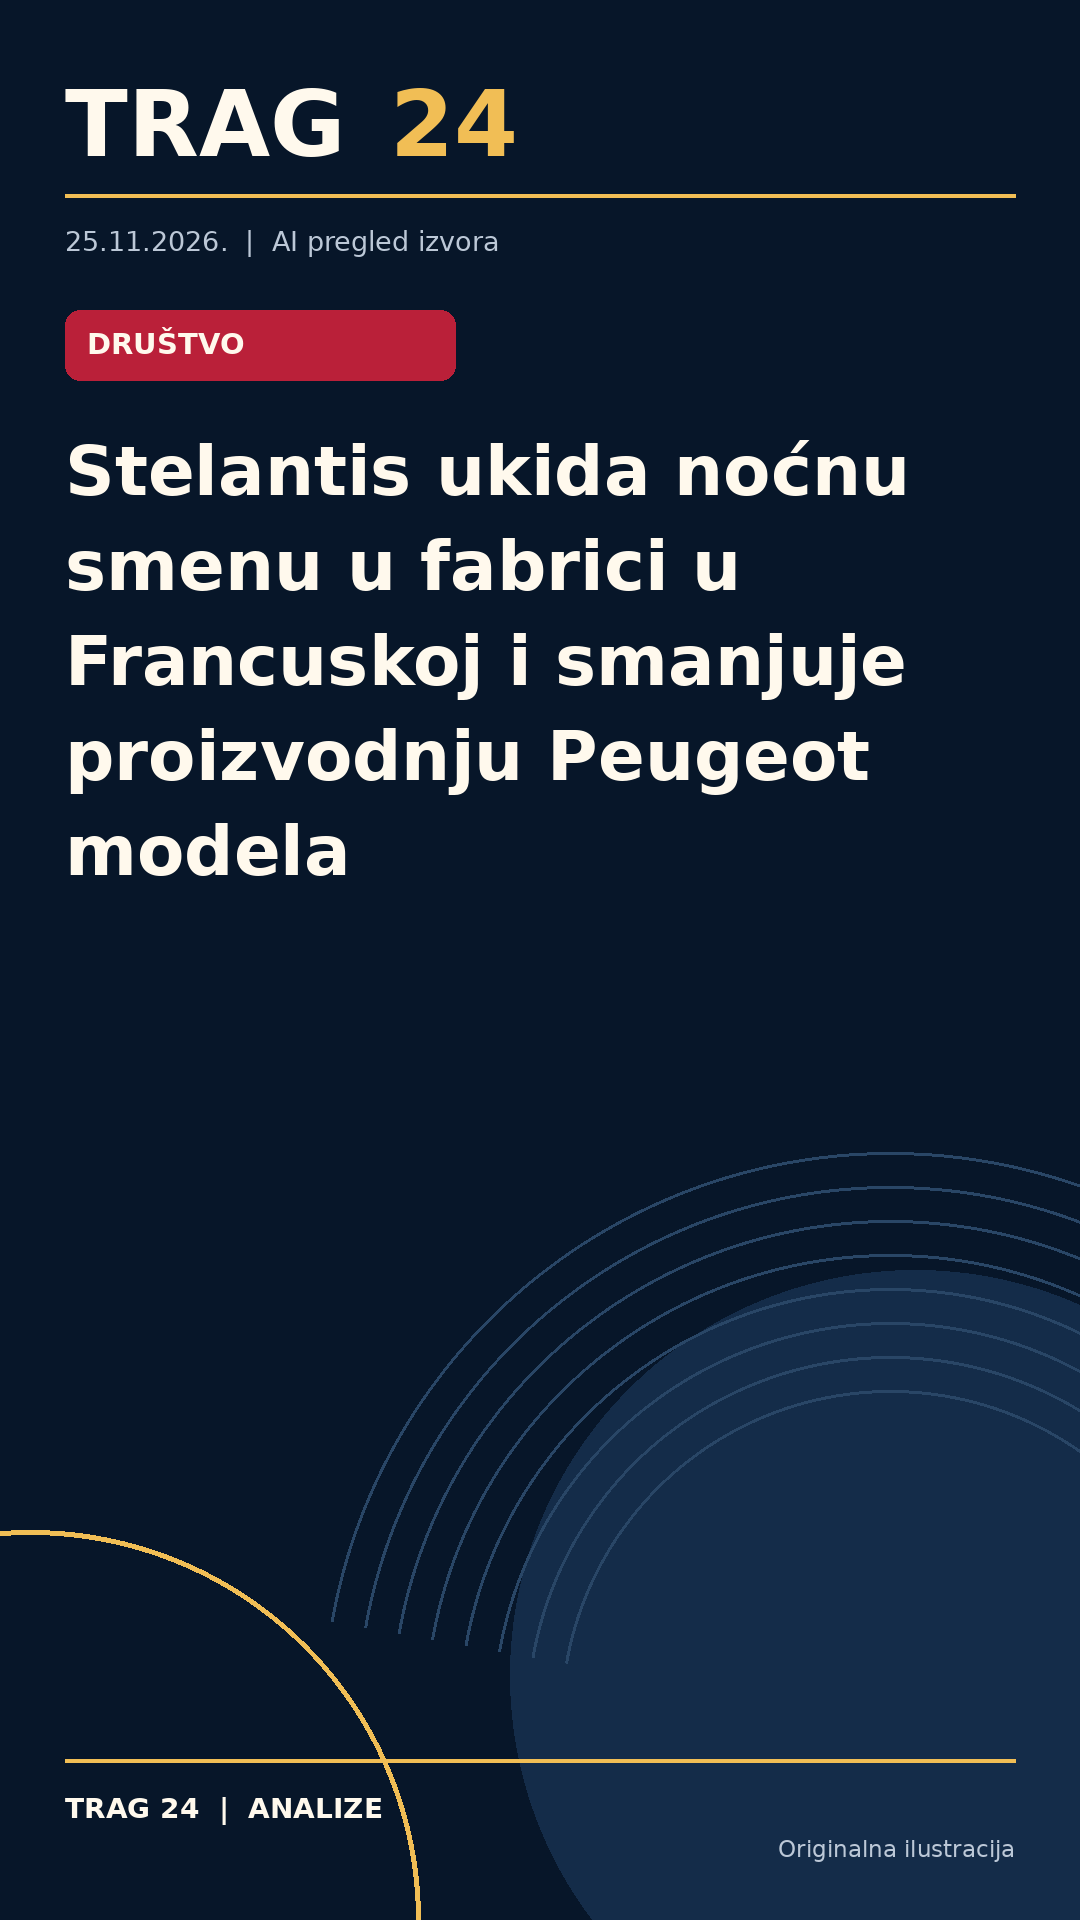 TRAG 24
25.11.2026. | AI pregled izvora
DRUŠTVO
Stelantis ukida noćnu
smenu u fabrici u
Francuskoj i smanjuje
proizvodnju Peugeot
modela
TRAG 24 | ANALIZE
Originalna ilustracija